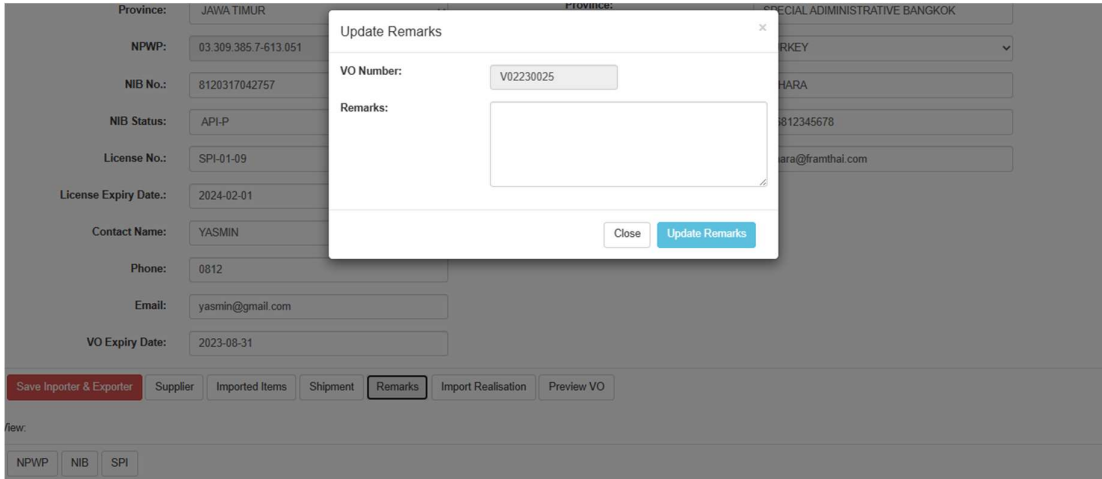 Province: JAWA TIMUR
Province: SPECIAL ADIMINISTRATIVE BANGKOK
Update Remarks ×
NPWP: 03.309.385.7-613.051
RKEY
VO Number: V02230025
NIB No.: 8120317042757
HARA
Remarks:
NIB Status: API-P
5812345678
License No.: SPI-01-09
ara@framthai.com
License Expiry Date.: 2024-02-01
Contact Name: YASMIN
Close Update Remarks
Phone: 0812
Email: yasmin@gmail.com
VO Expiry Date: 2023-08-31
Save Inporter & Exporter Supplier Imported Items Shipment Remarks Import Realisation Preview VO
View:
NPWP NIB SPI